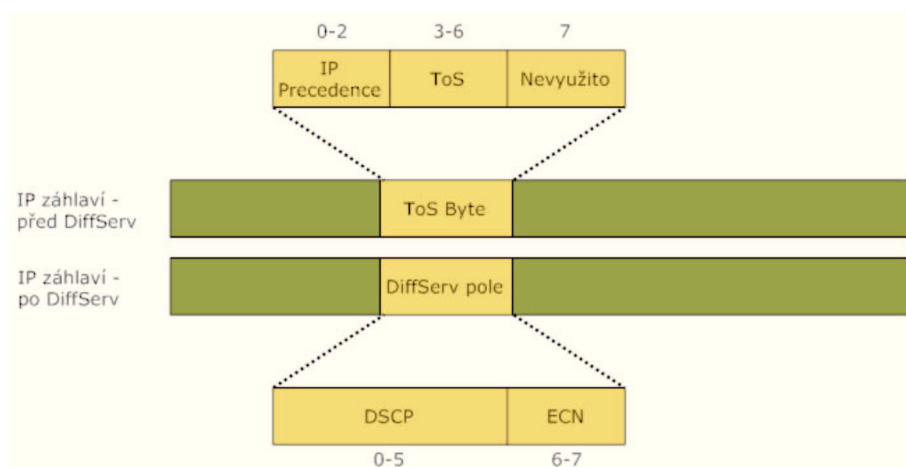 0-2 3-6 7
IP Precedence ToS Nevyužito
IP záhlaví -
před DiffServ
ToS Byte
IP záhlaví -
po DiffServ
DiffServ pole
DSCP ECN
0-5 6-7